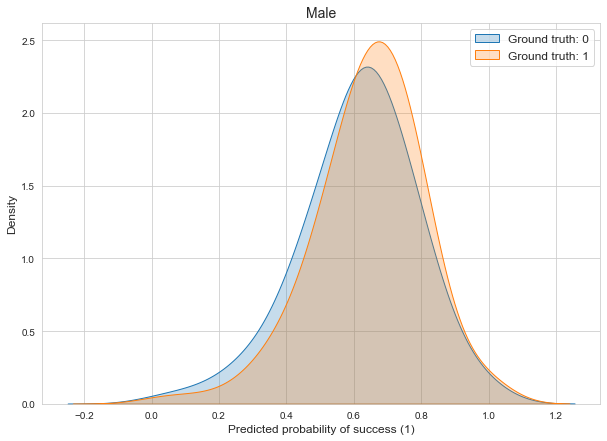 Male
Ground truth: 0
Ground truth: 1
2.5
2.0
1.5
1.0
0.5
0.0
Density
−0.2 0.0 0.2 0.4 0.6 0.8 1.0 1.2
Predicted probability of success (1)